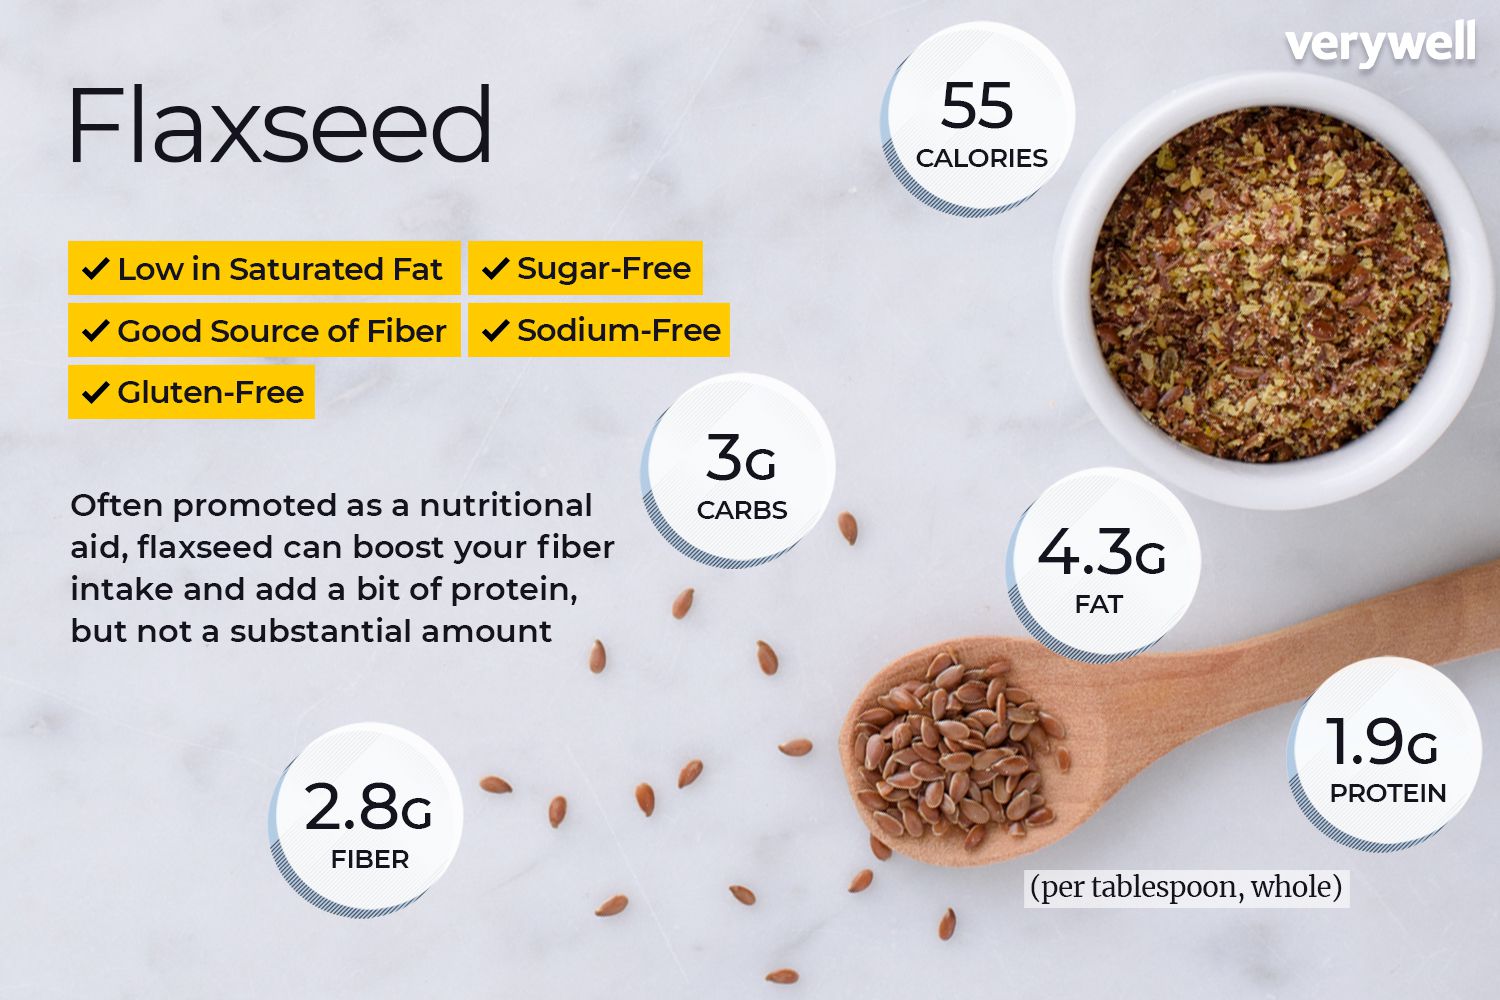 verywell
Flaxseed
Low in Saturated Fat
Sugar-Free
Good Source of Fiber
Sodium-Free
Gluten-Free
Often promoted as a nutritional
aid, flaxseed can boost your fiber
intake and add a bit of protein,
but not a substantial amount
55
CALORIES
3G
CARBS
4.3G
FAT
1.9G
PROTEIN
2.8G
FIBER
(per tablespoon, whole)